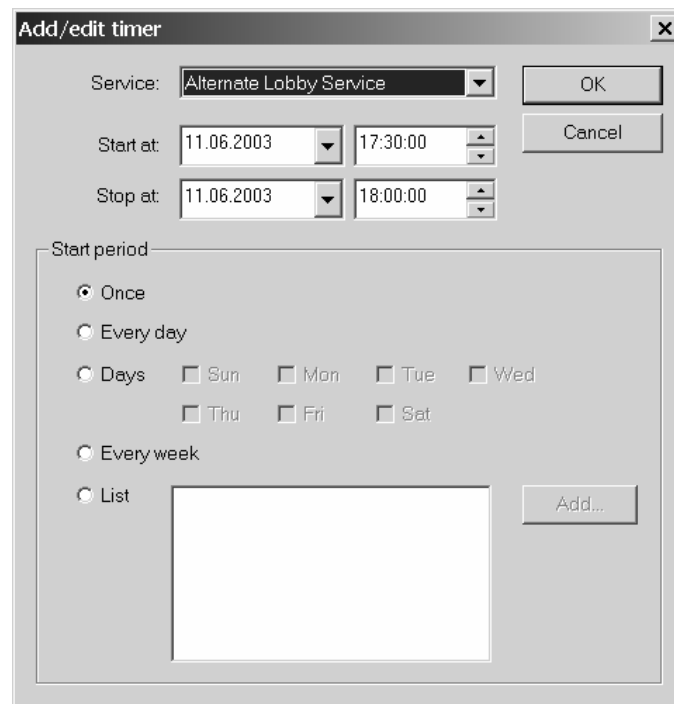 Add/edit timer
Service: Alternate Lobby Service OK
Start at: 11.06.2003 17:30:00 Cancel
Stop at: 11.06.2003 18:00:00
Start period
Once
Every day
Days Sun Mon Tue Wed
Thu Fri Sat
Every week
List Add...